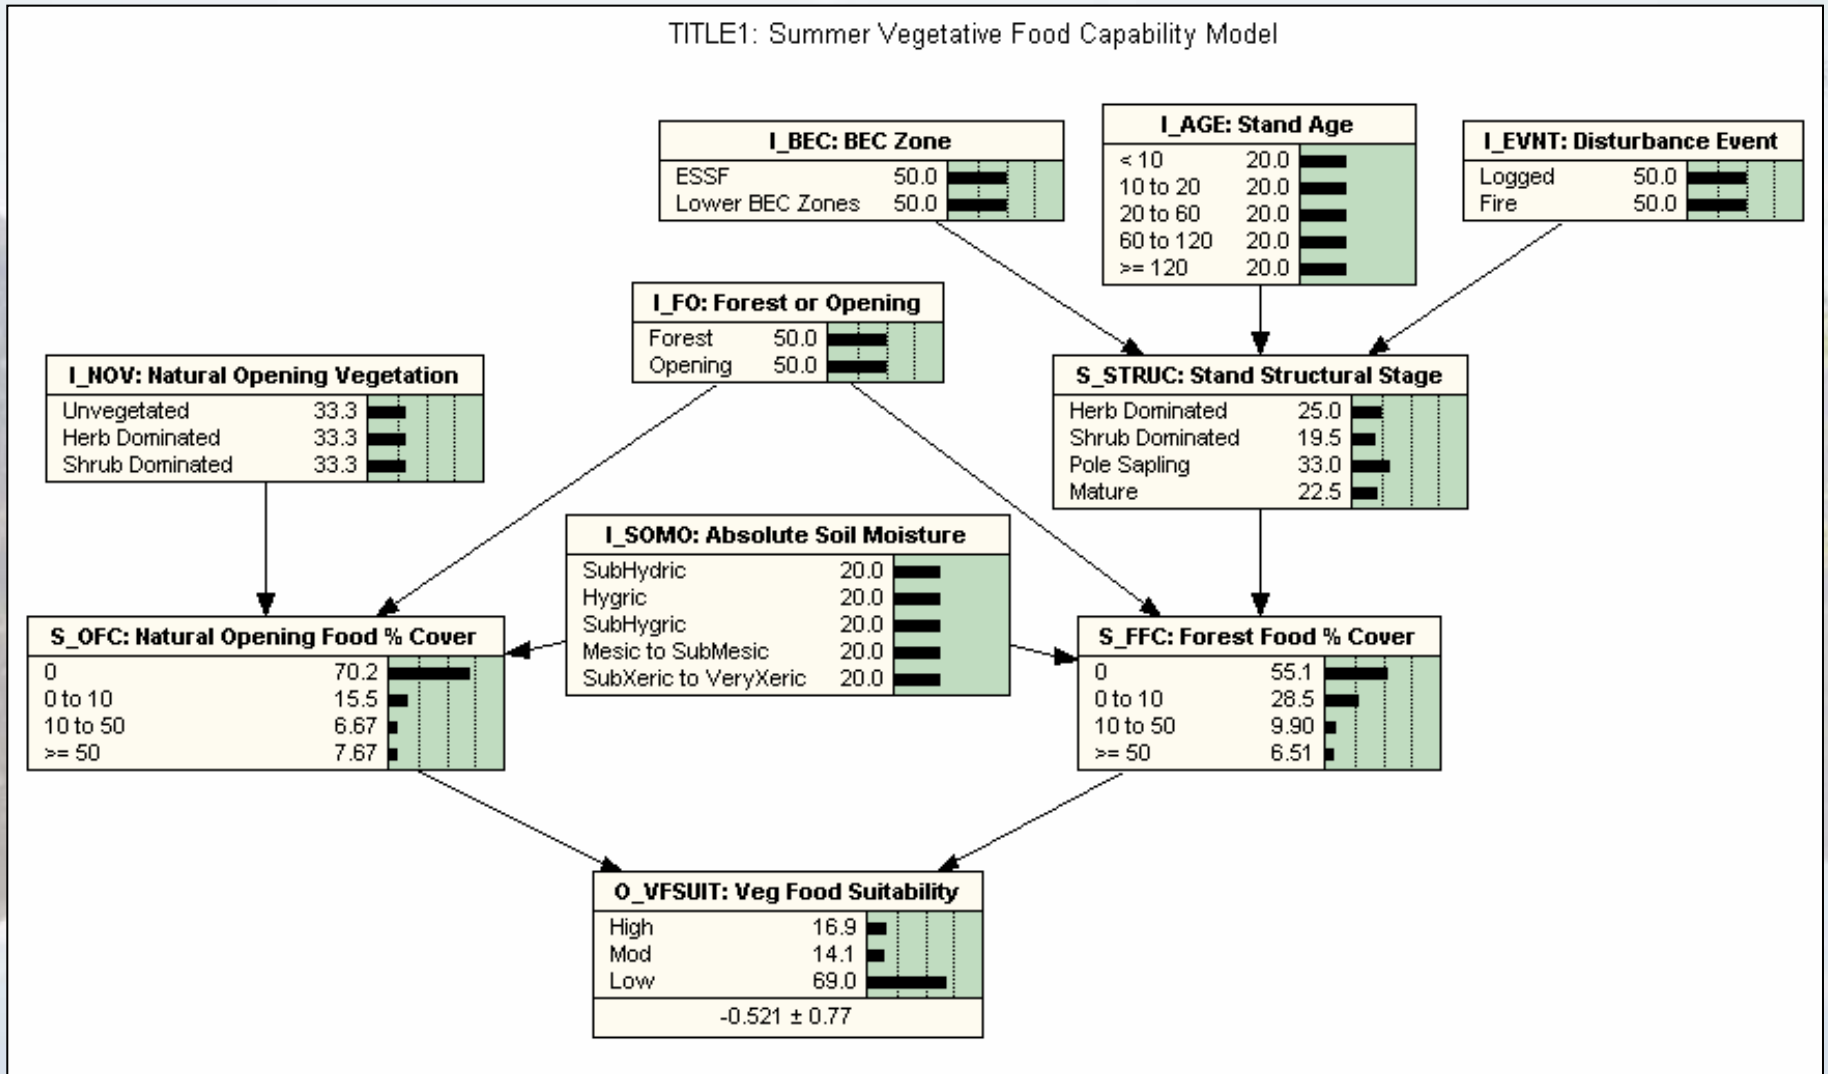 TITLE1: Summer Vegetative Food Capability Model
I_BEC: BEC Zone
ESSF 50.0
Lower BEC Zones 50.0
I_AGE: Stand Age
< 10 20.0
10 to 20 20.0
20 to 60 20.0
60 to 120 20.0
>= 120 20.0
I_EVNT: Disturbance Event
Logged 50.0
Fire 50.0
I_FO: Forest or Opening
Forest 50.0
Opening 50.0
I_NOV: Natural Opening Vegetation
Unvegetated 33.3
Herb Dominated 33.3
Shrub Dominated 33.3
S_STRUC: Stand Structural Stage
Herb Dominated 25.0
Shrub Dominated 19.5
Pole Sapling 33.0
Mature 22.5
I_SOMO: Absolute Soil Moisture
SubHydric 20.0
Hygric 20.0
SubHygric 20.0
Mesic to SubMesic 20.0
SubXeric to VeryXeric 20.0
S_OFC: Natural Opening Food % Cover
0 70.2
0 to 10 15.5
10 to 50 6.67
>= 50 7.67
S_FFC: Forest Food % Cover
0 55.1
0 to 10 28.5
10 to 50 9.90
>= 50 6.51
O_VFSUIT: Veg Food Suitability
High 16.9
Mod 14.1
Low 69.0
-0.521 ± 0.77